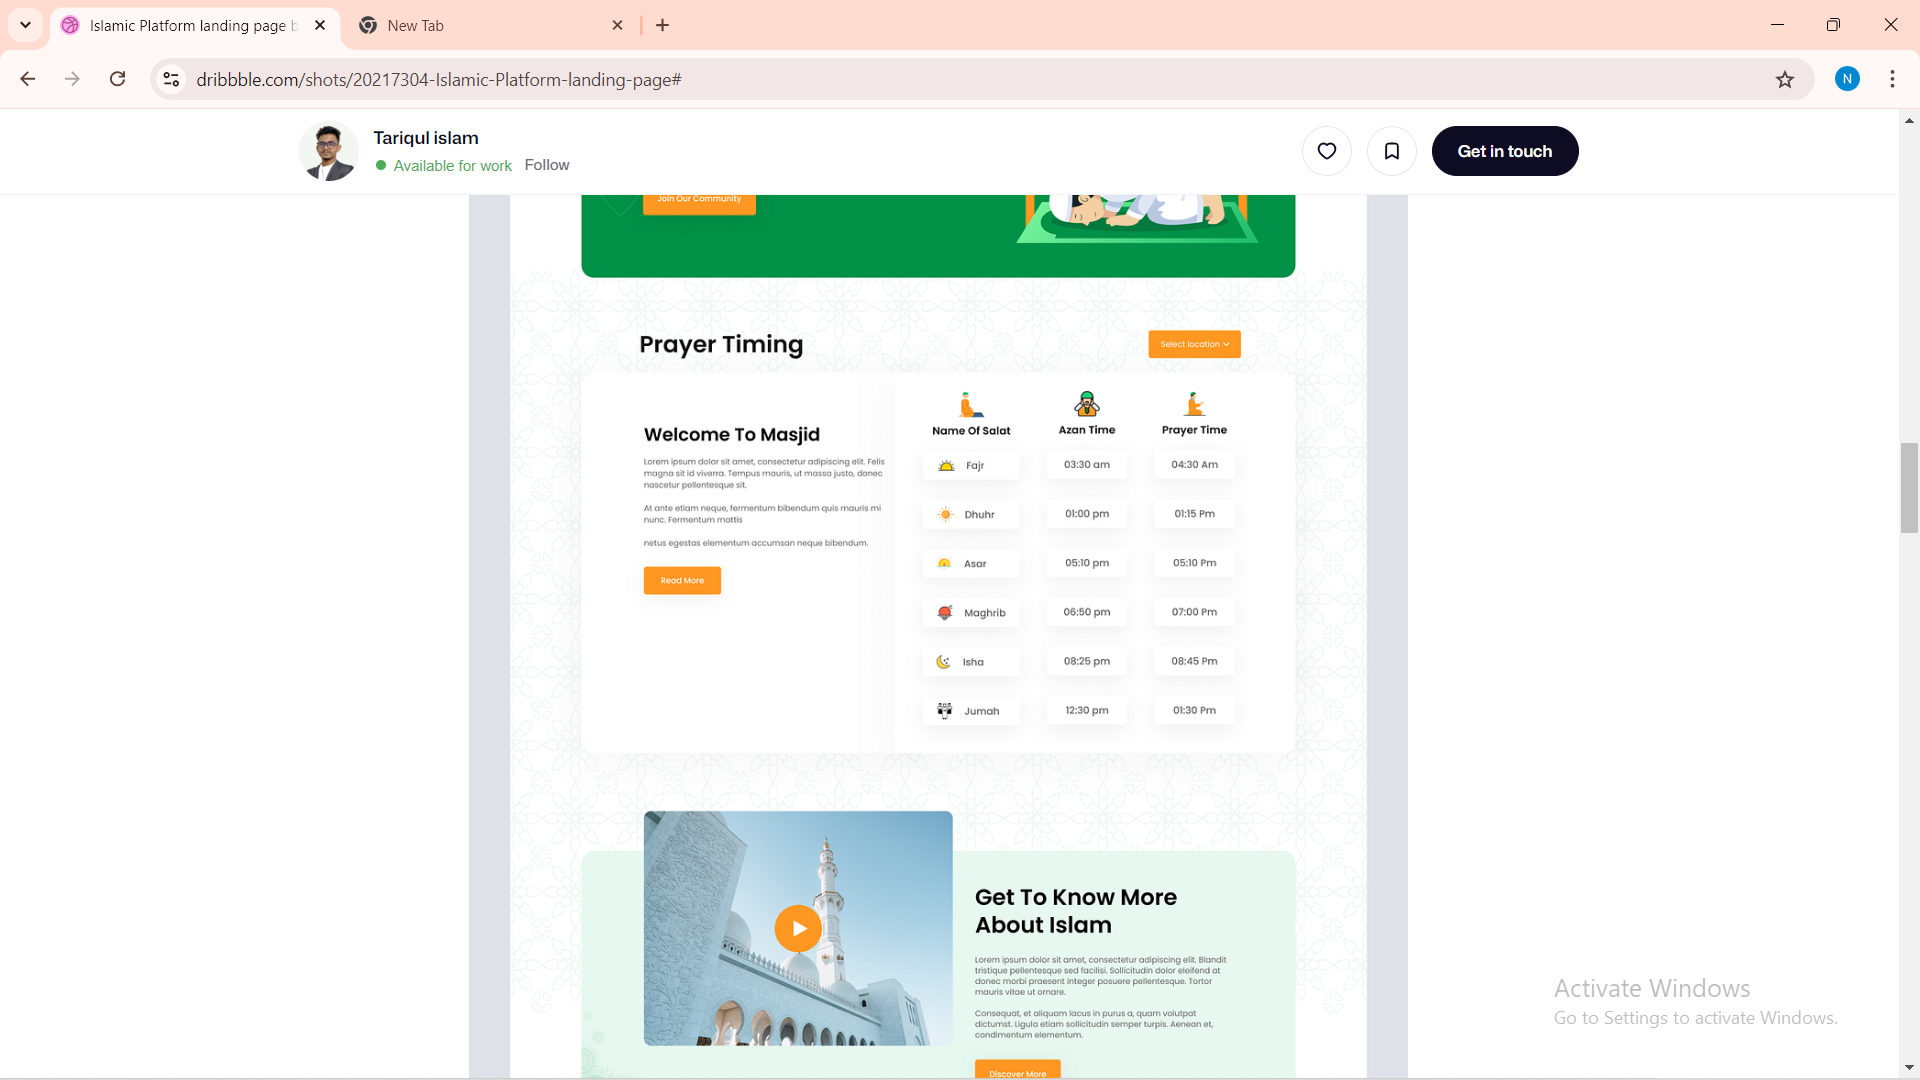 Islamic Platform landing page b
New Tab
dribbble.com/shots/20217304-Islamic-Platform-landing-page#
N
Tariqul islam
Available for work Follow
Get in touch
Join Our Community
Prayer Timing
Select location
Welcome To Masjid
Lorem ipsum dolor sit amet, consectetur adipiscing elit. Felis
magna sit id viverra. Tempus mauris, ut massa justo, donec
nascetur pellentesque sit.
At ante etiam neque, fermentum bibendum quis mauris mi
nunc. Fermentum mattis
netus egestas elementum accumsan neque bibendum.
Read More
Name Of Salat Azan Time Prayer Time
Fajr 03:30 am 04:30 Am
Dhuhr 01:00 pm 01:15 Pm
Asar 05:10 pm 05:10 Pm
Maghrib 06:50 pm 07:00 Pm
Isha 08:25 pm 08:45 Pm
Jumah 12:30 pm 01:30 Pm
Get To Know More
About Islam
Lorem ipsum dolor sit amet, consectetur adipiscing elit. Blandit
tristique pellentesque sed facilisi. Sollicitudin dolor eleifend at
donec morbi praesent integer posuere pellentesque. Tortor
mauris vitae ut ornare.
Consequat, et aliquam lacus in purus a, quam volutpat
dictumst. Ligula etiam sollicitudin semper turpis. Aenean et,
condimentum elementum.
Discover More
Activate Windows
Go to Settings to activate Windows.